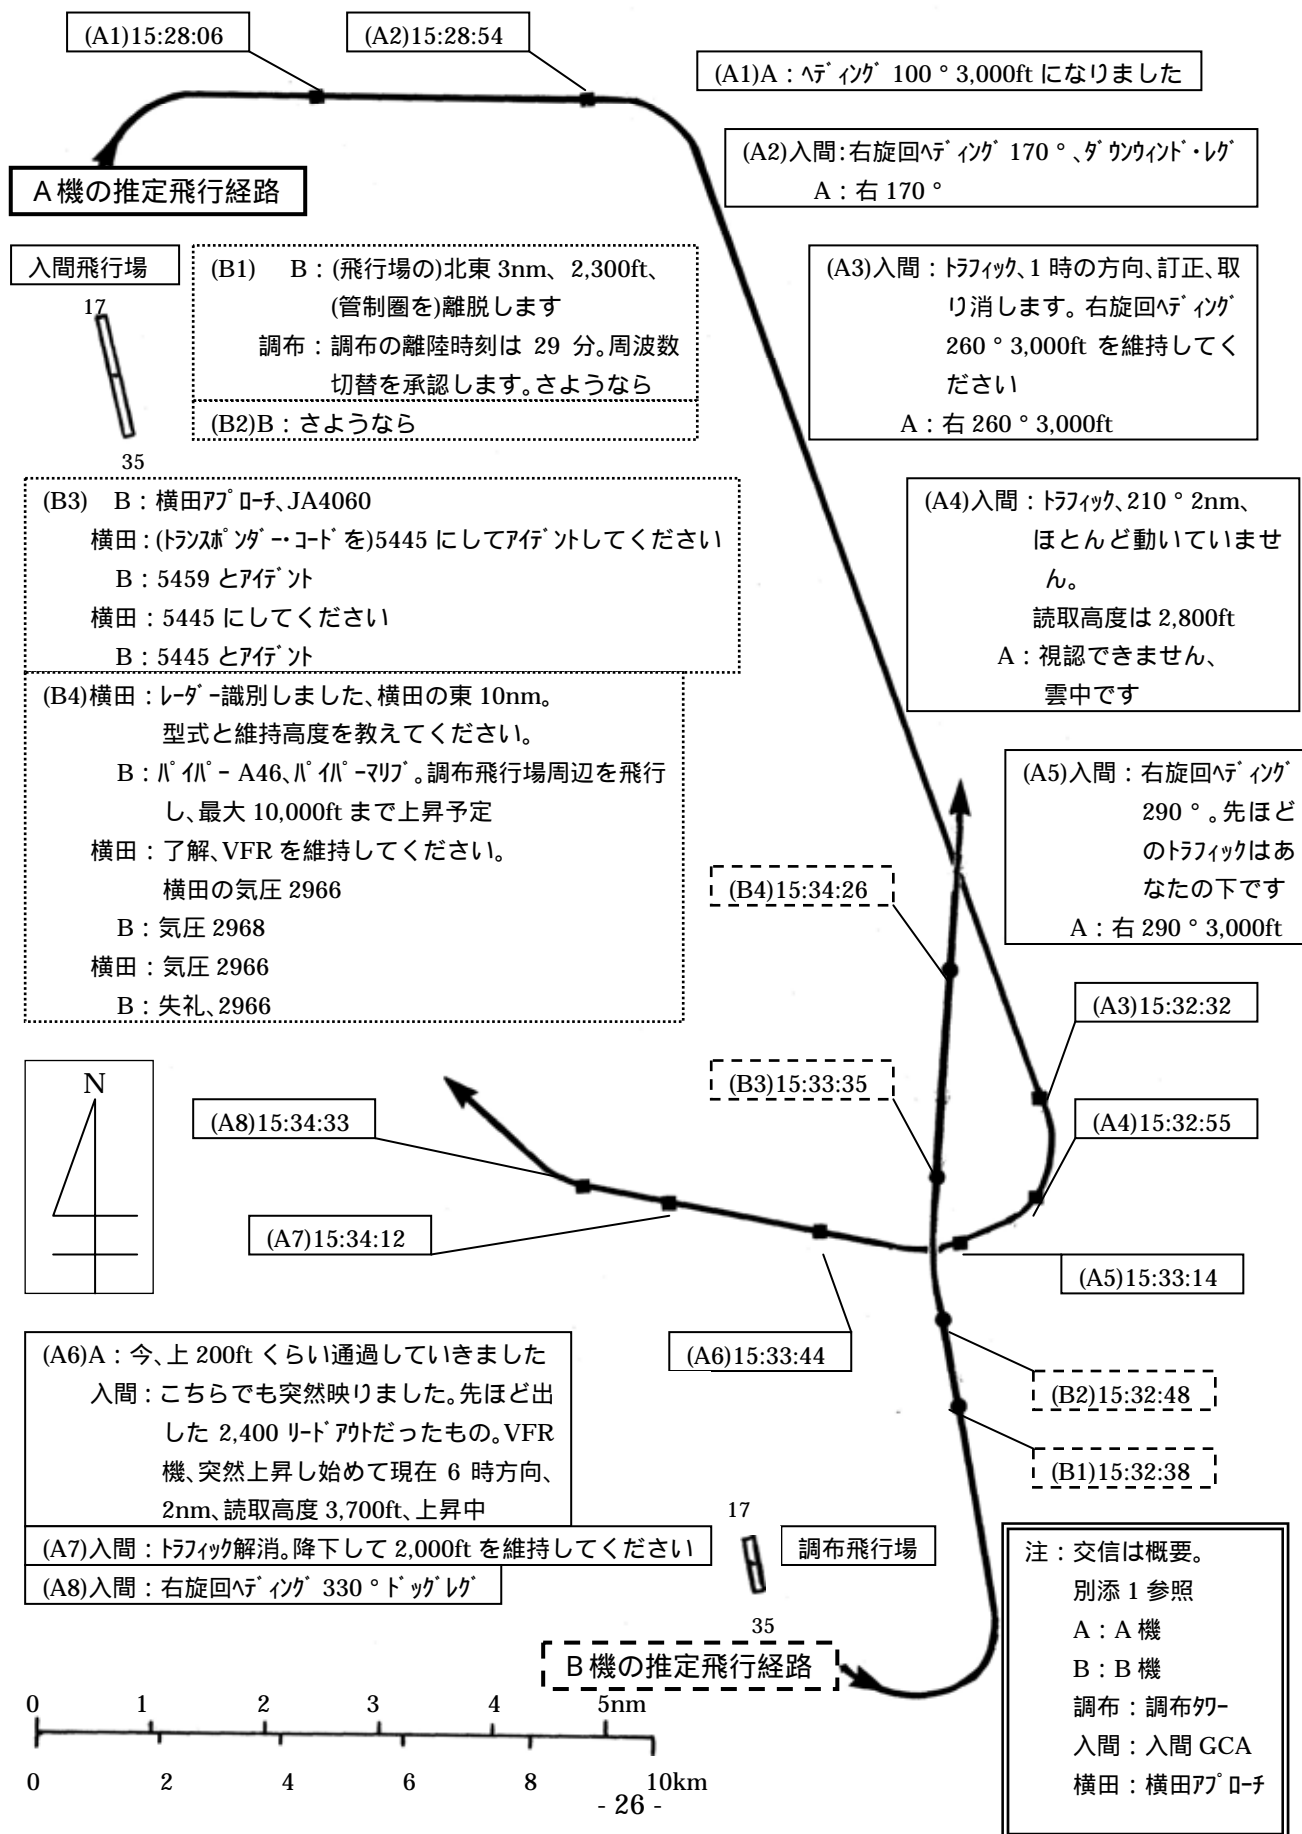 (A1)15:28:06
(A2)15:28:54
(A1)A：ﾍﾃﾞｨﾝｸﾞ 100 ° 3,000ft になりました
(A2)入間：右旋回ﾍﾃﾞｨﾝｸﾞ 170 ° 、ﾀﾞｳﾝｳｨﾝﾄﾞ・ﾚｸﾞ
A：右 170 °
Ａ機の推定飛行経路
入間飛行場
17
35
(B1) B：(飛行場の)北東 3nm、 2,300ft、
(管制圏を)離脱します
調布：調布の離陸時刻は 29 分。周波数
切替を承認します。さようなら
(B2)B：さようなら
(A3)入間：ﾄﾗﾌｨｯｸ、1 時の方向、訂正、取
り消します。右旋回ﾍﾃﾞｨﾝｸﾞ
260 ° 3,000ft を維持してく
ださい
A：右 260 ° 3,000ft
(B3) B：横田ｱﾌﾟﾛｰﾁ、JA4060
横田：(ﾄﾗﾝｽﾎﾟﾝﾀﾞｰ・ｺｰﾄﾞを)5445 にしてｱｲﾃﾞﾝﾄしてください
B：5459 とｱｲﾃﾞﾝﾄ
横田：5445 にしてください
B：5445 とｱｲﾃﾞﾝﾄ
(A4)入間：ﾄﾗﾌｨｯｸ、210 ° 2nm、
ほとんど動いていませ
ん。
読取高度は 2,800ft
A：視認できません、
雲中です
(B4)横田：ﾚｰﾀﾞｰ識別しました、横田の東 10nm。
型式と維持高度を教えてください。
B：ﾊﾟｲﾊﾟｰ A46、ﾊﾟｲﾊﾟｰﾏﾘﾌﾞ。調布飛行場周辺を飛行
し、最大 10,000ft まで上昇予定
横田：了解、VFR を維持してください。
横田の気圧 2966
B：気圧 2968
横田：気圧 2966
B：失礼、2966
(A5)入間：右旋回ﾍﾃﾞｨﾝｸﾞ
290 ° 。先ほど
のﾄﾗﾌｨｯｸはあ
なたの下です
A：右 290 ° 3,000ft
(B4)15:34:26
(A3)15:32:32
(B3)15:33:35
(A4)15:32:55
N
(A8)15:34:33
(A7)15:34:12
(A5)15:33:14
(A6)15:33:44
(B2)15:32:48
(B1)15:32:38
(A6)A：今、上 200ft くらい通過していきました
入間：こちらでも突然映りました。先ほど出
した 2,400 ﾘｰﾄﾞｱｳﾄだったもの。VFR
機、突然上昇し始めて現在 6 時方向、
2nm、読取高度 3,700ft、上昇中
(A7)入間：ﾄﾗﾌｨｯｸ解消。降下して 2,000ft を維持してください
(A8)入間：右旋回ﾍﾃﾞｨﾝｸﾞ 330 ° ﾄﾞｯｸﾞﾚｸﾞ
17
調布飛行場
35
Ｂ機の推定飛行経路
注：交信は概要。
別添 1 参照
A：A 機
B：B 機
調布：調布ﾀﾜｰ
入間：入間 GCA
横田：横田ｱﾌﾟﾛｰﾁ
0 1 2 3 4 5nm
0 2 4 6 8 10km
- 26 -